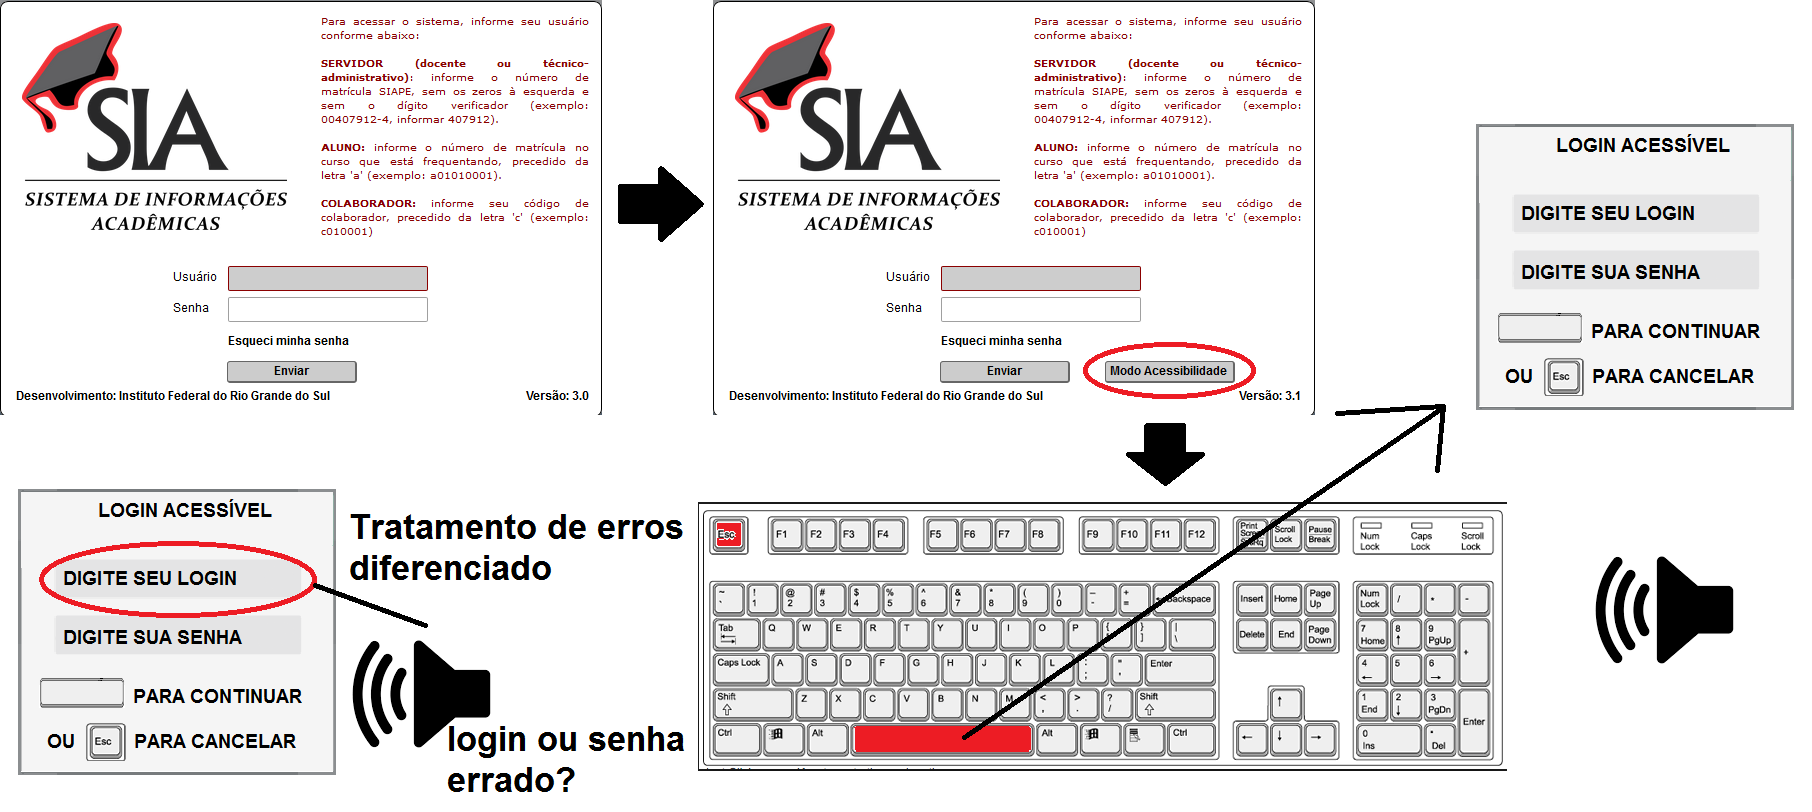 SIA
SISTEMA DE INFORMAÇÕES
ACADÊMICAS
Para acessar o sistema, informe seu usuário
conforme abaixo:
SERVIDOR (docente ou técnico-
administrativo): informe o número de
matrícula SIAPE, sem os zeros à esquerda e
sem o dígito verificador (exemplo:
00407912-4, informar 407912).
ALUNO: informe o número de matrícula no
curso que está frequentando, precedido da
letra 'a' (exemplo: a01010001).
COLABORADOR: informe seu código de
colaborador, precedido da letra 'c' (exemplo:
c010001)
Usuário
Senha
Esqueci minha senha
Enviar
Desenvolvimento: Instituto Federal do Rio Grande do Sul
Versão: 3.0
SIA
SISTEMA DE INFORMAÇÕES
ACADÊMICAS
Para acessar o sistema, informe seu usuário
conforme abaixo:
SERVIDOR (docente ou técnico-
administrativo): informe o número de
matrícula SIAPE, sem os zeros à esquerda e
sem o dígito verificador (exemplo:
00407912-4, informar 407912).
ALUNO: informe o número de matrícula no
curso que está frequentando, precedido da
letra 'a' (exemplo: a01010001).
COLABORADOR: informe seu código de
colaborador, precedido da letra 'c' (exemplo:
c010001)
Usuário
Senha
Esqueci minha senha
Enviar
Modo Acessibilidade
Desenvolvimento: Instituto Federal do Rio Grande do Sul
Versão: 3.1
LOGIN ACESSÍVEL
DIGITE SEU LOGIN
DIGITE SUA SENHA
PARA CONTINUAR
OU Esc PARA CANCELAR
LOGIN ACESSÍVEL
DIGITE SEU LOGIN
DIGITE SUA SENHA
PARA CONTINUAR
OU Esc PARA CANCELAR
Tratamento de erros
diferenciado
login ou senha
errado?
Esc F1 F2 F3 F4 F5 F6 F7 F8 F9 F10 F11 F12 Print Scroll Lock Pause Break Num Lock Caps Lock Scroll Lock
~ ` ! 1 @ 2 # 3 $ 4 % 5 ^ 6 & 7 * 8 ( 9 ) 0 – - + = Backspace Insert Home Page Up Num Lock / * -
Tab Q W E R T Y U I O P { [ } ] | \ Delete End Page Down 7 Home 8 ↑ 9 PgUp +
Caps Lock A S D F G H J K L : ; " ' Enter 4 ← 5 6 →
Shift Z X C V B N M < , > . ? / Shift ↑ 1 End 2 ↓ 3 PgDn Enter
Ctrl Alt Alt Ctrl ← ↓ → 0 Ins . Del